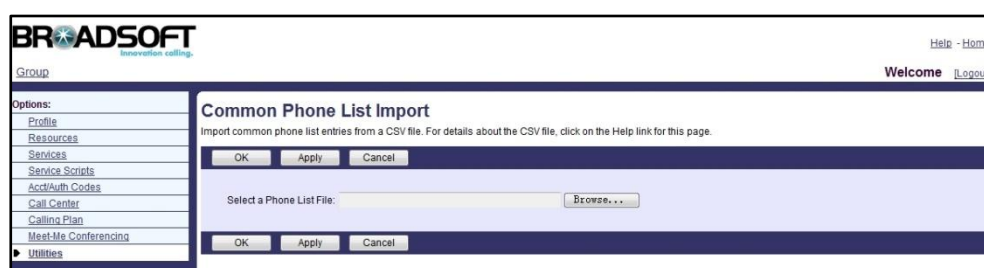 BROADSOFT
Innovation calling.
Help - Hom
Group
Welcome [Logou
Options:
Profile
Resources
Services
Service Scripts
Acct/Auth Codes
Call Center
Calling Plan
Meet-Me Conferencing
Utilities
Common Phone List Import
Import common phone list entries from a CSV file. For details about the CSV file, click on the Help link for this page.
OK Apply Cancel
Select a Phone List File: Browse...
OK Apply Cancel